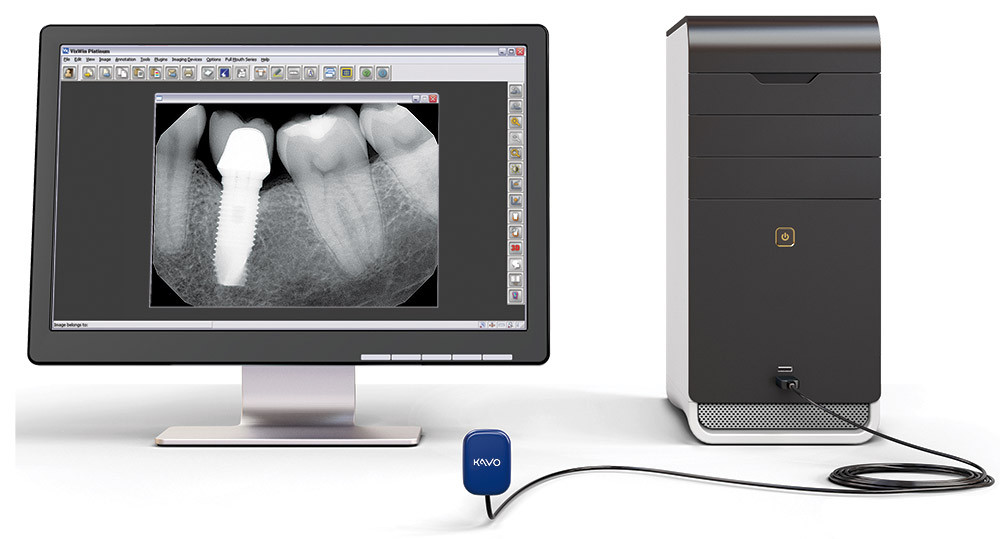 VixWin Platinum
File Edit View Image Annotation Tools Plugins Imaging Devices Options Full Mouth Series Help
3D
Image belongs to:
KAVO